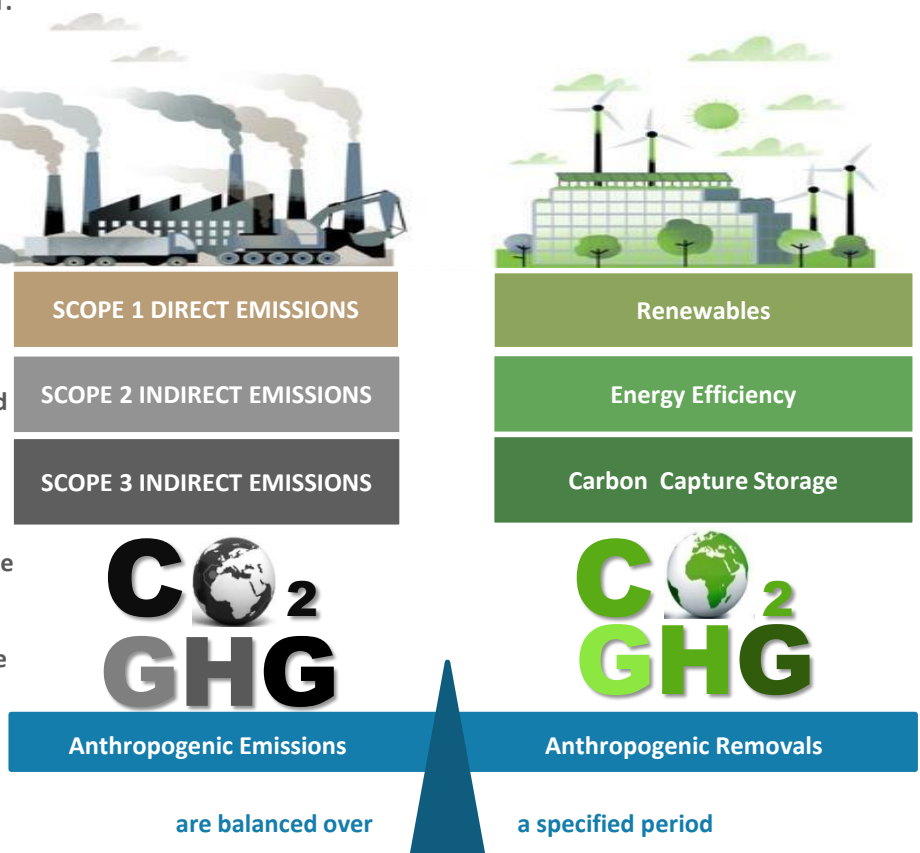 SCOPE 1 DIRECT EMISSIONS
Renewables
SCOPE 2 INDIRECT EMISSIONS
Energy Efficiency
SCOPE 3 INDIRECT EMISSIONS
Carbon Capture Storage
CO2
CO2
GHG
GHG
Anthropogenic Emissions
Anthropogenic Removals
are balanced over
a specified period